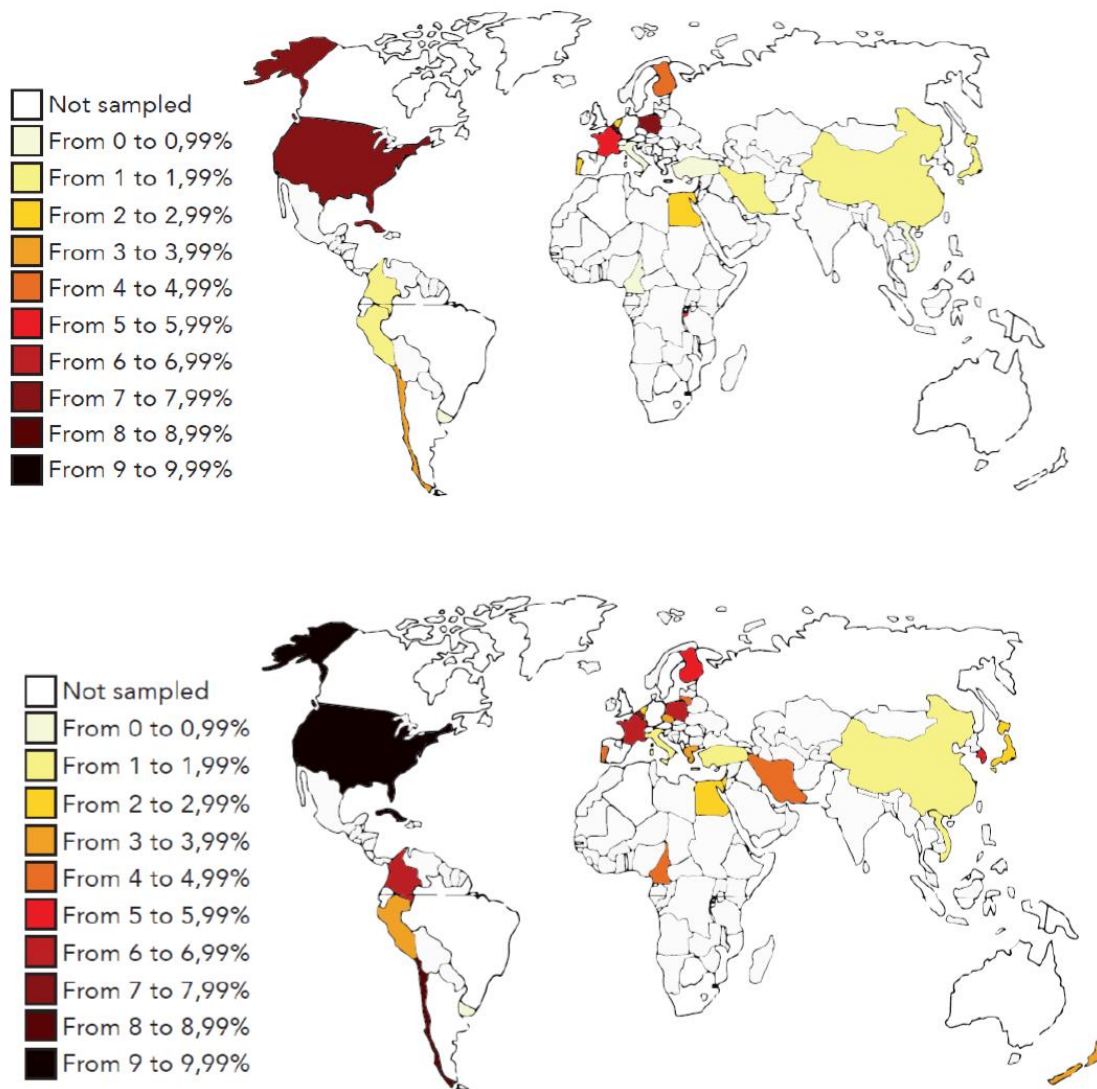 Not sampled
From 0 to 0,99%
From 1 to 1,99%
From 2 to 2,99%
From 3 to 3,99%
From 4 to 4,99%
From 5 to 5,99%
From 6 to 6,99%
From 7 to 7,99%
From 8 to 8,99%
From 9 to 9,99%
Not sampled
From 0 to 0,99%
From 1 to 1,99%
From 2 to 2,99%
From 3 to 3,99%
From 4 to 4,99%
From 5 to 5,99%
From 6 to 6,99%
From 7 to 7,99%
From 8 to 8,99%
From 9 to 9,99%